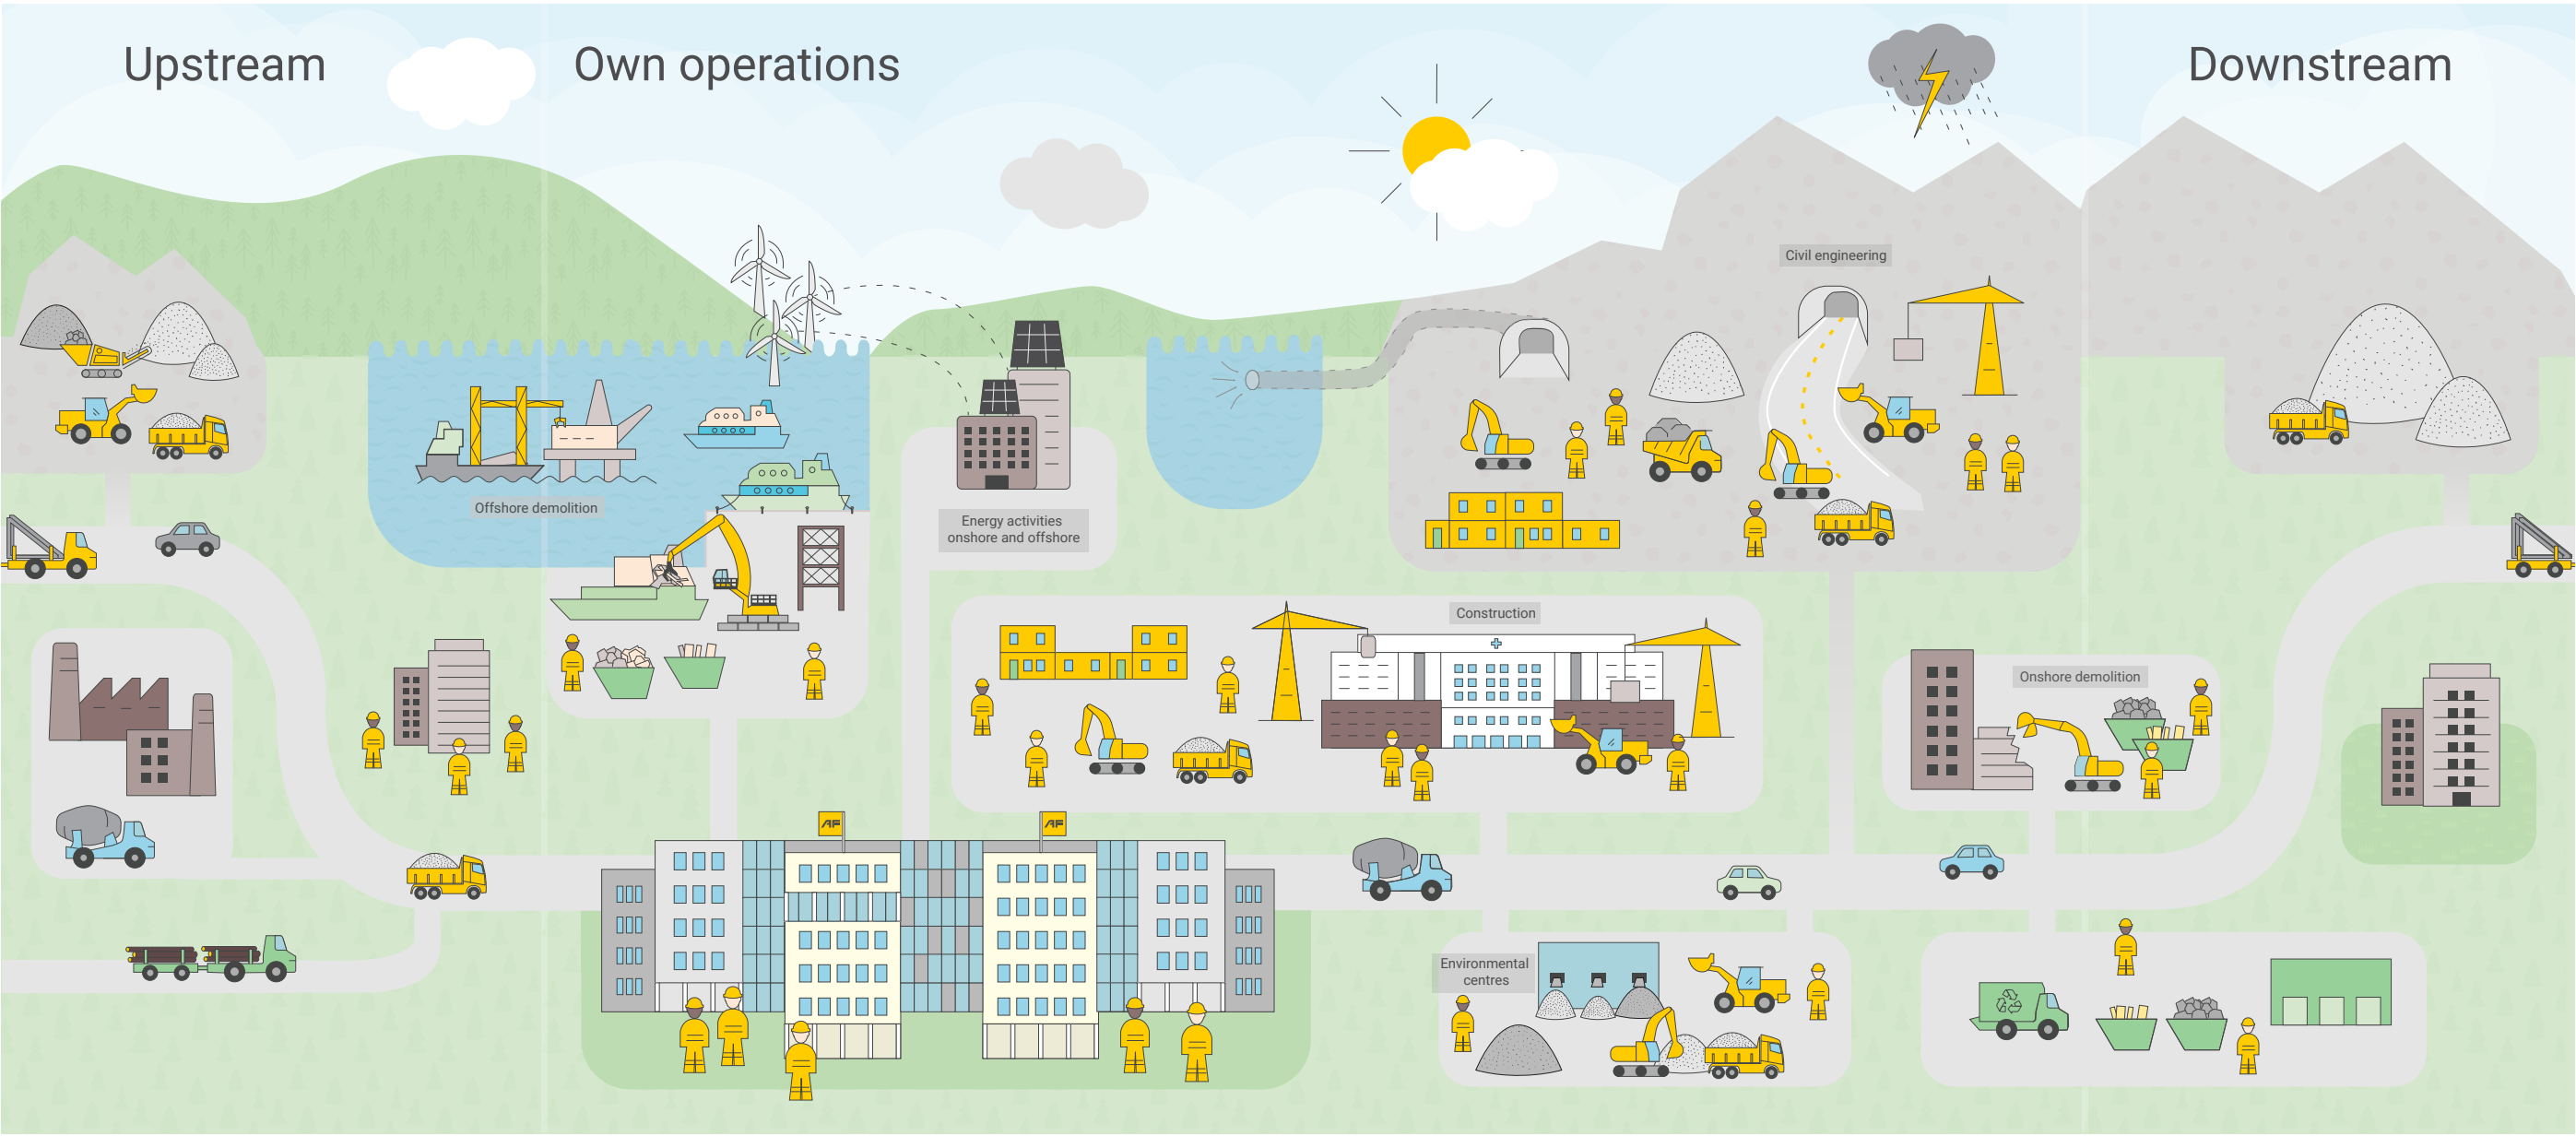 Upstream
Own operations
Downstream
Civil engineering
Offshore demolition
Energy activities
onshore and offshore
Construction
Onshore demolition
AF
AF
Environmental
centres